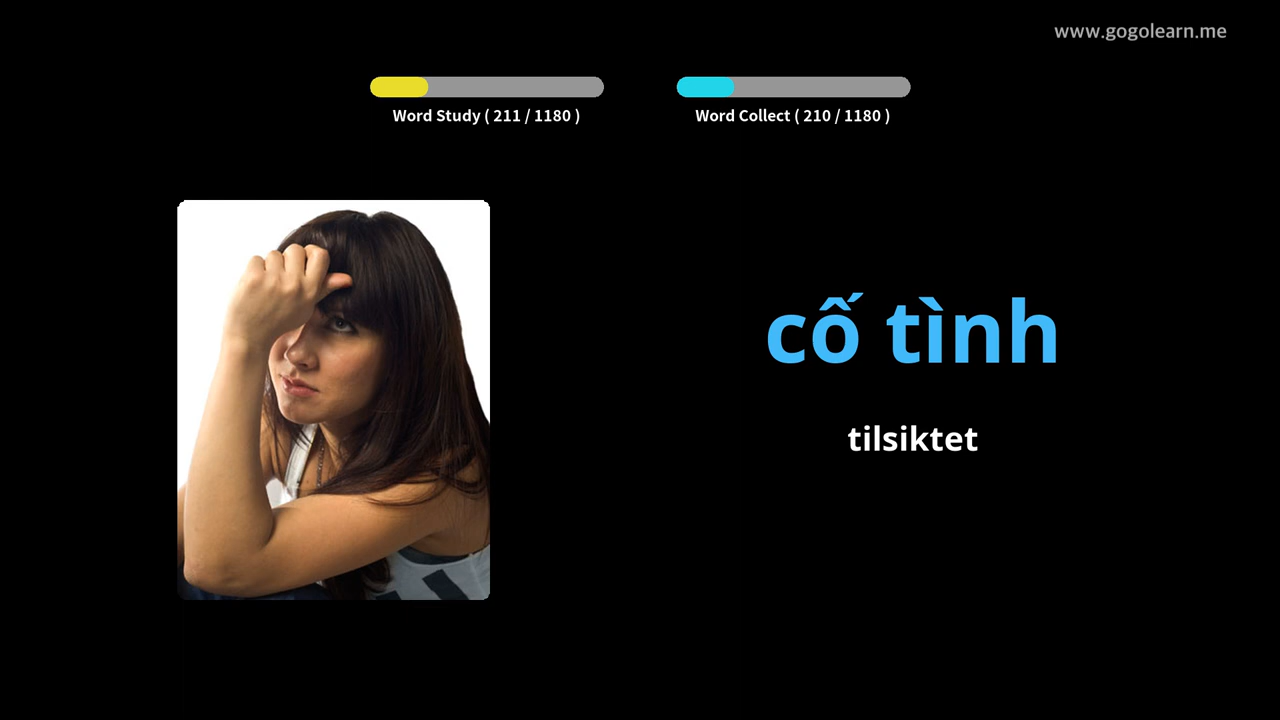 www.gogolearn.me
Word Study ( 211 / 1180 )
Word Collect ( 210 / 1180 )
cố tình
tilsiktet